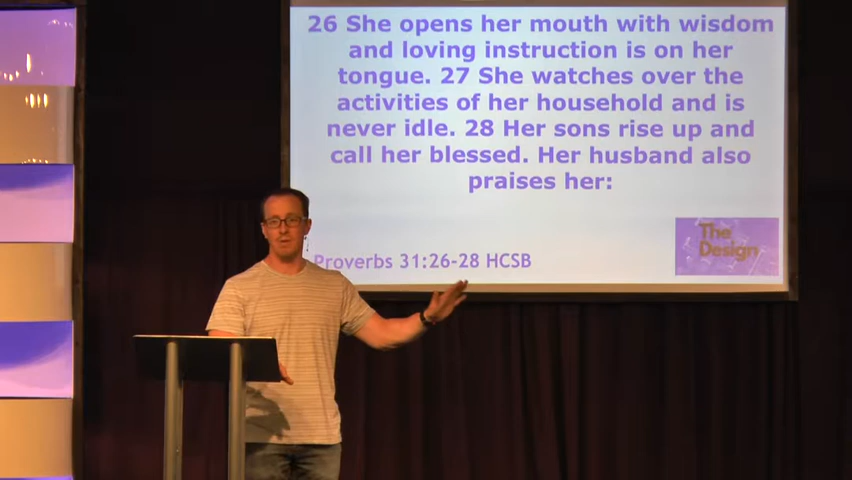 26 She opens her mouth with wisdom
and loving instruction is on her
tongue. 27 She watches over the
activities of her household and is
never idle. 28 Her sons rise up and
call her blessed. Her husband also
praises her:
The
Design
Proverbs 31:26-28 HCSB